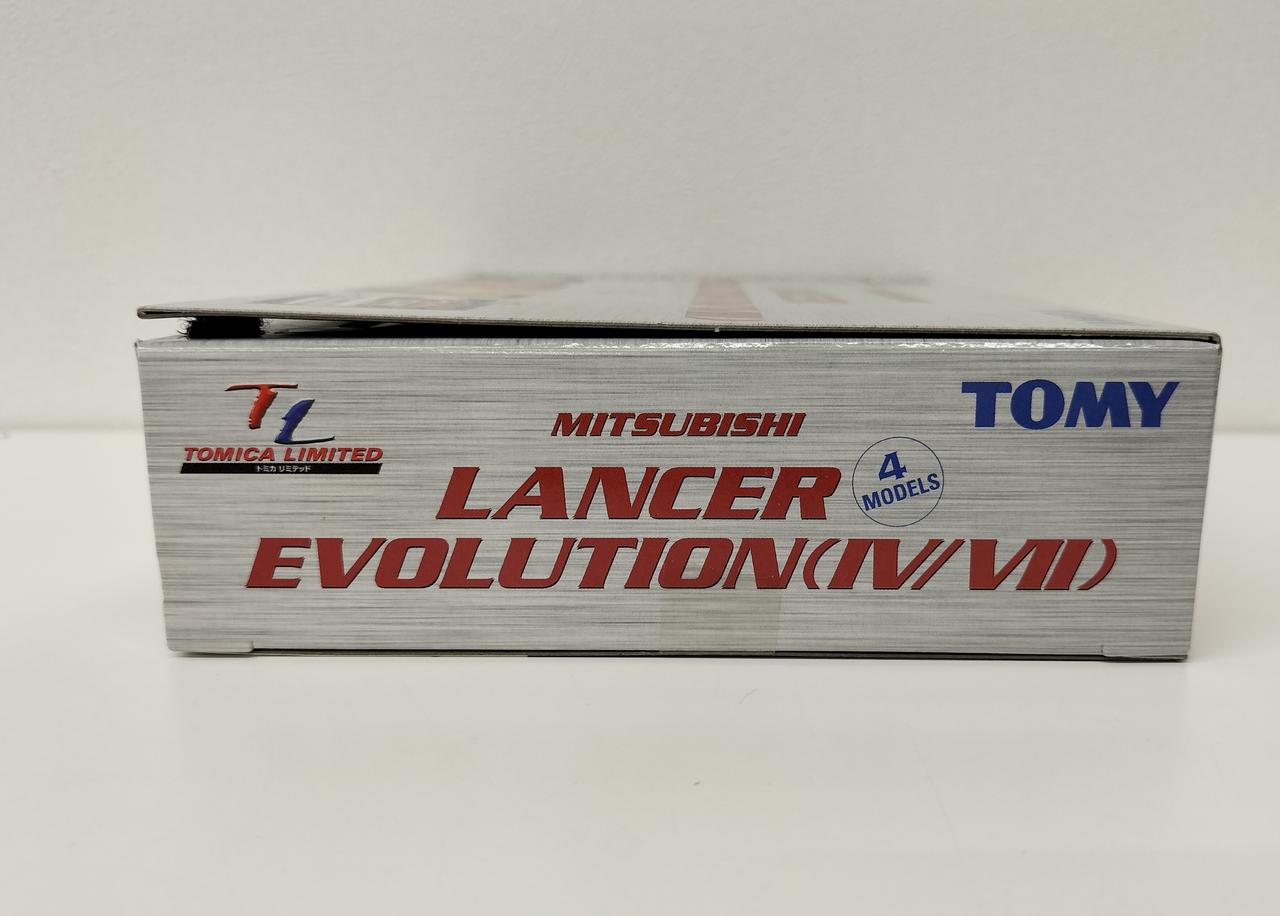 TL
TOMICA LIMITED
トミカ リミテッド
TOMY
MITSUBISHI
LANCER
4
MODELS
EVOLUTION(IV/VII)